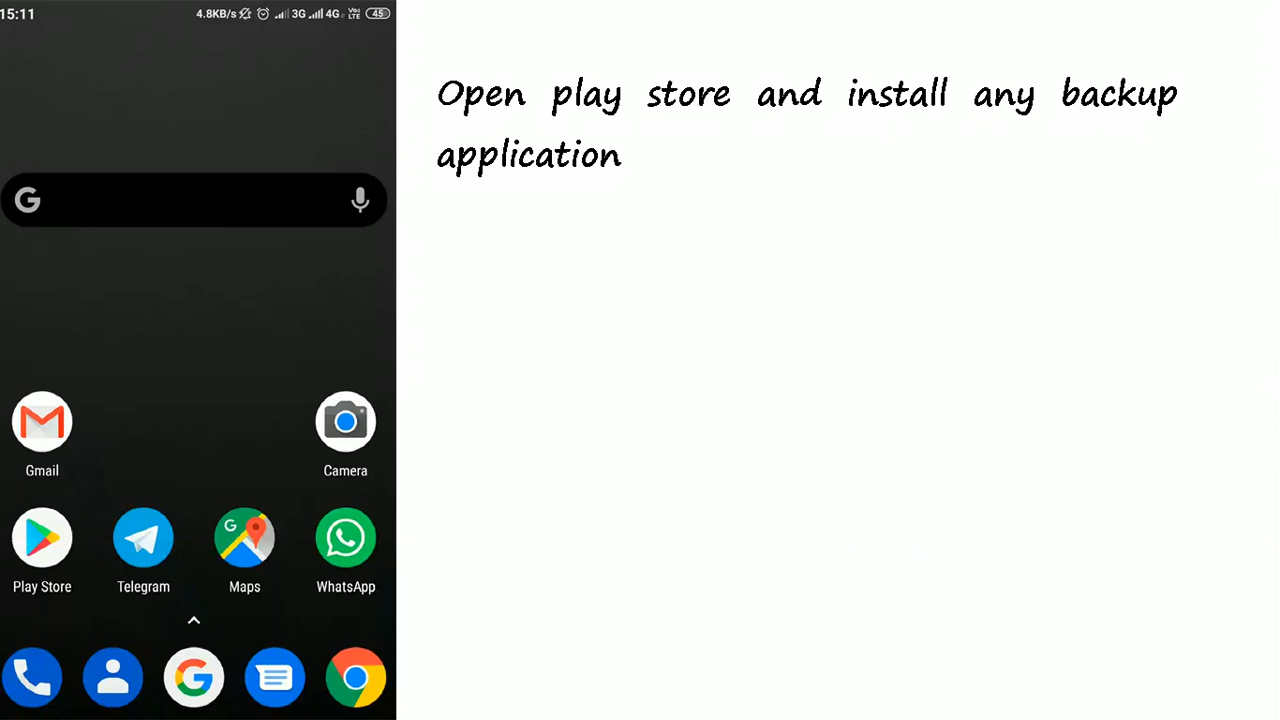 15:11 4.8KB/s 3G 4G VoLTE 45
Open play store and install any backup
application
G
Gmail
Camera
G
Play Store
Telegram
Maps
WhatsApp
G